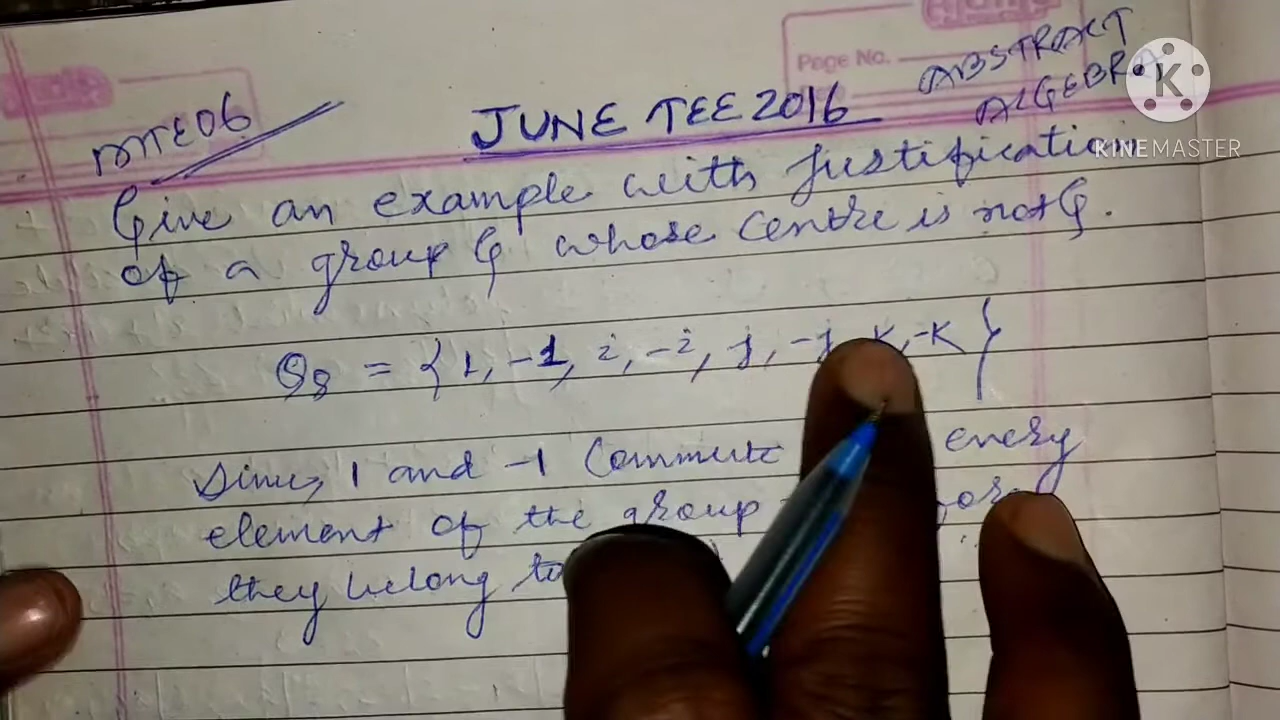 Page No.
ABSTRACT
ALGEBRA
K
KINEMASTER
MTE06
JUNE TEE 2016
Give an example with justification
of a group G whose centre is not G.
Q8 = { 1, -1, i, -i, j, -j, K, -K }
Since, 1 and -1 Commute every
element of the group
they belong to